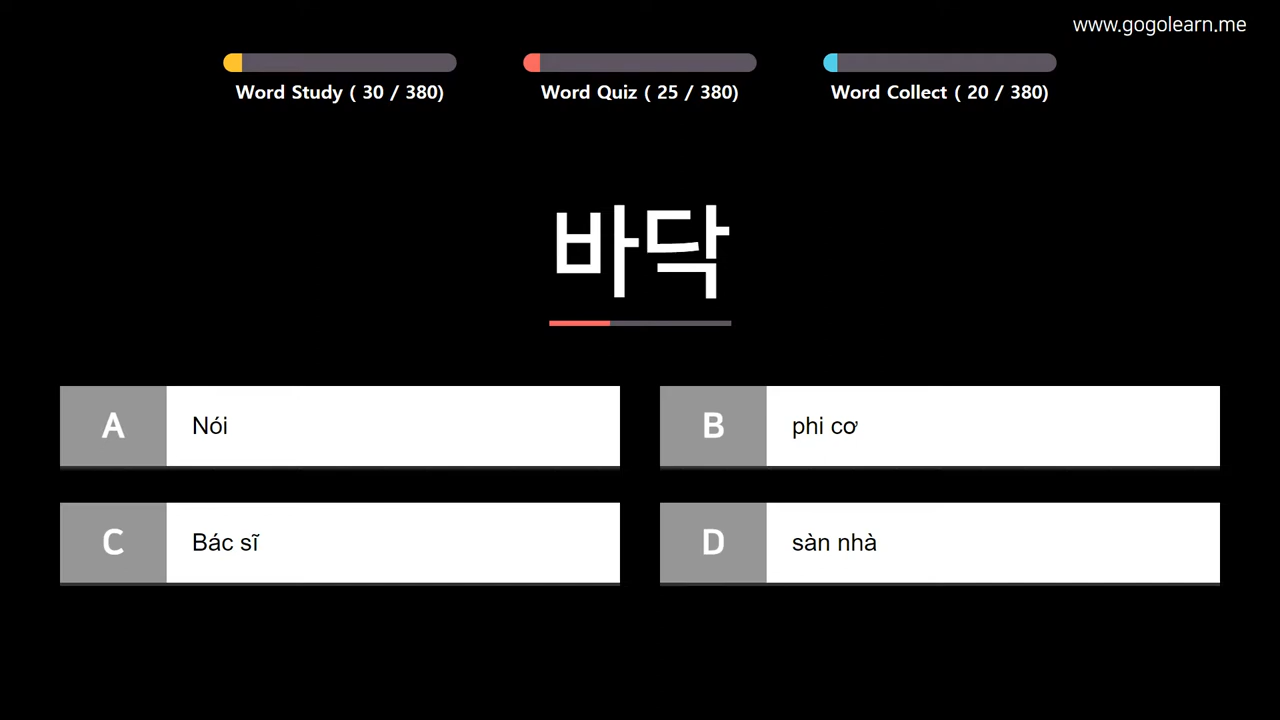 www.gogolearn.me
Word Study ( 30 / 380)
Word Quiz ( 25 / 380)
Word Collect ( 20 / 380)
바닥
A Nói
B phi cơ
C Bác sĩ
D sàn nhà